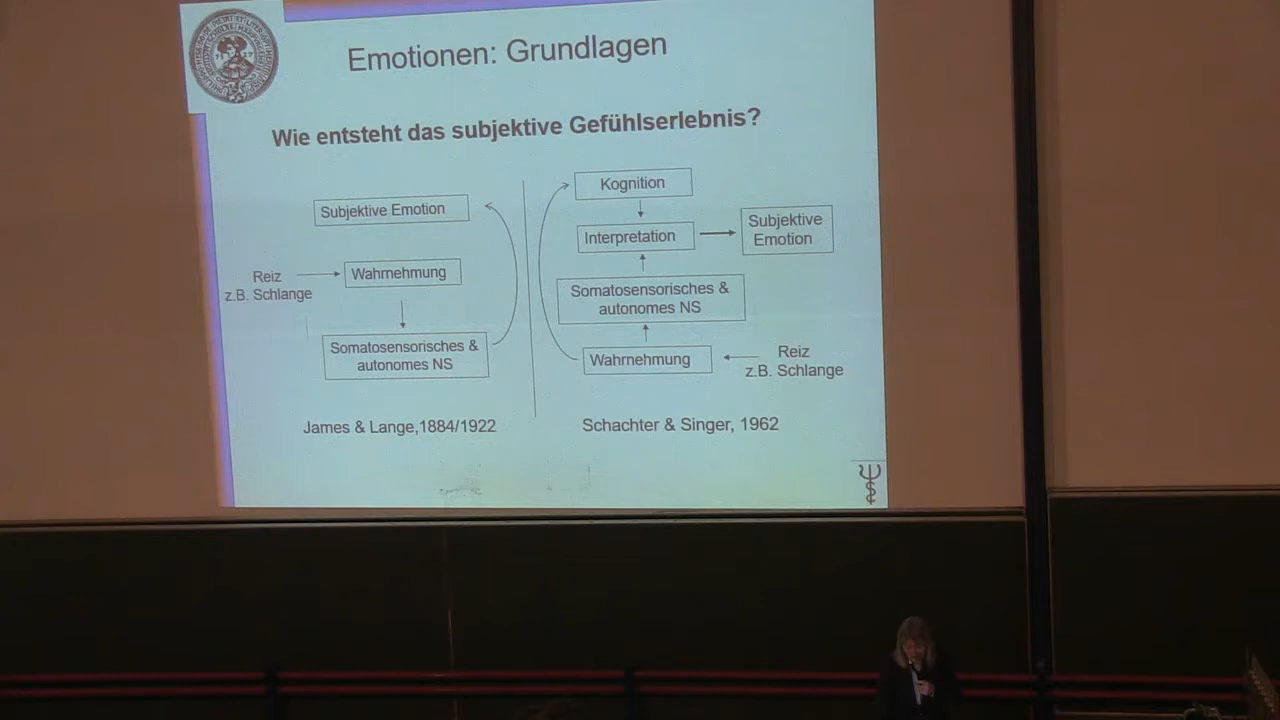 Emotionen: Grundlagen
Wie entsteht das subjektive Gefühlserlebnis?
Subjektive Emotion
Reiz
z.B. Schlange
Wahrnehmung
Somatosensorisches &
autonomes NS
James & Lange,1884/1922
Kognition
Interpretation
Subjektive
Emotion
Somatosensorisches &
autonomes NS
Wahrnehmung
Reiz
z.B. Schlange
Schachter & Singer, 1962